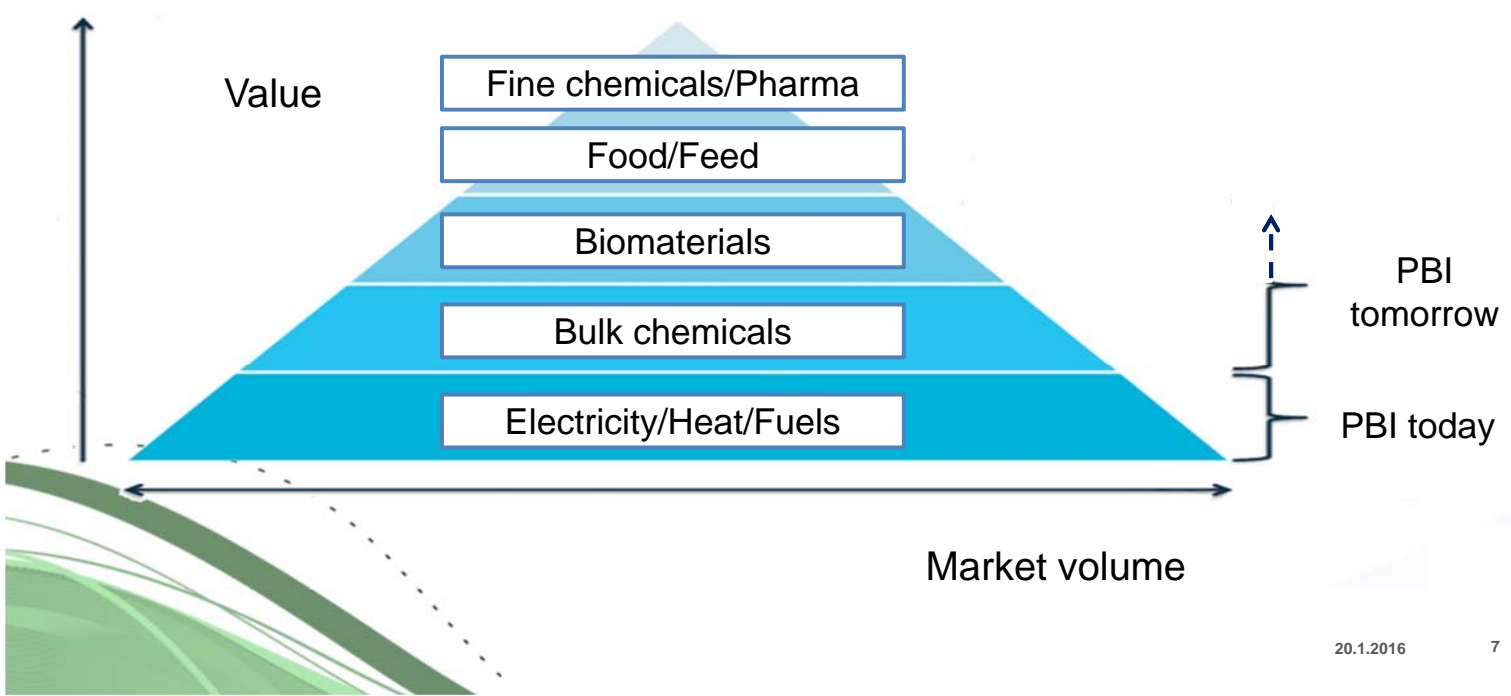 Value
Fine chemicals/Pharma
Food/Feed
Biomaterials
Bulk chemicals
Electricity/Heat/Fuels
PBI
tomorrow
PBI today
Market volume
20.1.2016 7